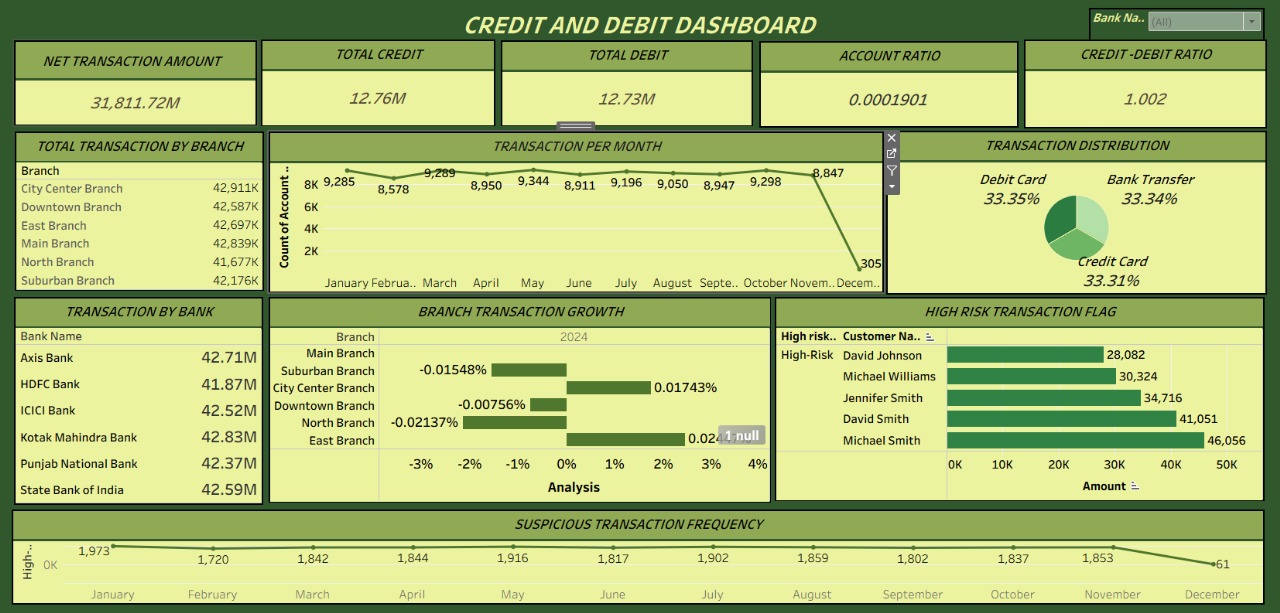 CREDIT AND DEBIT DASHBOARD
Bank Na.. (All)
NET TRANSACTION AMOUNT
31,811.72M
TOTAL CREDIT
12.76M
TOTAL DEBIT
12.73M
ACCOUNT RATIO
0.0001901
CREDIT -DEBIT RATIO
1.002
TOTAL TRANSACTION BY BRANCH
Branch
City Center Branch 42,911K
Downtown Branch 42,587K
East Branch 42,697K
Main Branch 42,839K
North Branch 41,677K
Suburban Branch 42,176K
TRANSACTION PER MONTH
Count of Account ..
8K
6K
4K
2K
9,285 8,578 9,289 8,950 9,344 8,911 9,196 9,050 8,947 9,298 8,847 305
January Februa.. March April May June July August Septe.. October Novem.. Decem..
TRANSACTION DISTRIBUTION
Debit Card
33.35%
Bank Transfer
33.34%
Credit Card
33.31%
TRANSACTION BY BANK
Bank Name
Axis Bank 42.71M
HDFC Bank 41.87M
ICICI Bank 42.52M
Kotak Mahindra Bank 42.83M
Punjab National Bank 42.37M
State Bank of India 42.59M
BRANCH TRANSACTION GROWTH
Branch 2024
Main Branch
Suburban Branch -0.01548%
City Center Branch 0.01743%
Downtown Branch -0.00756%
North Branch -0.02137%
East Branch
1 null
-3% -2% -1% 0% 1% 2% 3% 4%
Analysis
HIGH RISK TRANSACTION FLAG
High risk.. Customer Na..
High-Risk David Johnson 28,082
Michael Williams 30,324
Jennifer Smith 34,716
David Smith 41,051
Michael Smith 46,056
0K 10K 20K 30K 40K 50K
Amount
SUSPICIOUS TRANSACTION FREQUENCY
High-..
0K
1,973 1,720 1,842 1,844 1,916 1,817 1,902 1,859 1,802 1,837 1,853 61
January February March April May June July August September October November December